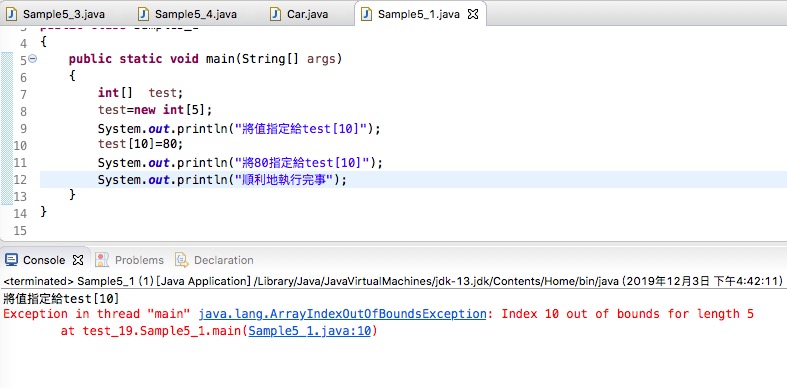 Sample5_3.java Sample5_4.java Car.java Sample5_1.java
4 {
5 public static void main(String[] args)
6 {
7 int[]  test;
8 test=new int[5];
9 System.out.println("將值指定給test[10]");
10 test[10]=80;
11 System.out.println("將80指定給test[10]");
12 System.out.println("順利地執行完事");
13 }
14 }
15
Console Problems Declaration
<terminated> Sample5_1 (1) [Java Application] /Library/Java/JavaVirtualMachines/jdk-13.jdk/Contents/Home/bin/java (2019年12月3日 下午4:42:11)
將值指定給test[10]
Exception in thread "main" java.lang.ArrayIndexOutOfBoundsException: Index 10 out of bounds for length 5
at test_19.Sample5_1.main(Sample5_1.java:10)